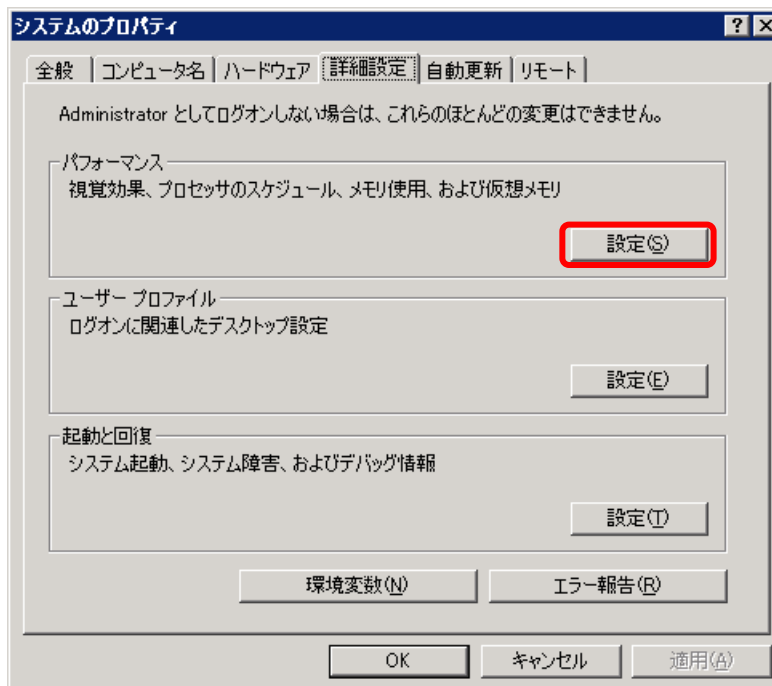 システムのプロパティ
全般 コンピュータ名 ハードウェア 詳細設定 自動更新 リモート
Administrator としてログオンしない場合は、これらのほとんどの変更はできません。
パフォーマンス
視覚効果、プロセッサのスケジュール、メモリ使用、および仮想メモリ
設定(S)
ユーザー プロファイル
ログオンに関連したデスクトップ設定
設定(E)
起動と回復
システム起動、システム障害、およびデバッグ情報
設定(T)
環境変数(N) エラー報告(R)
OK キャンセル 適用(A)